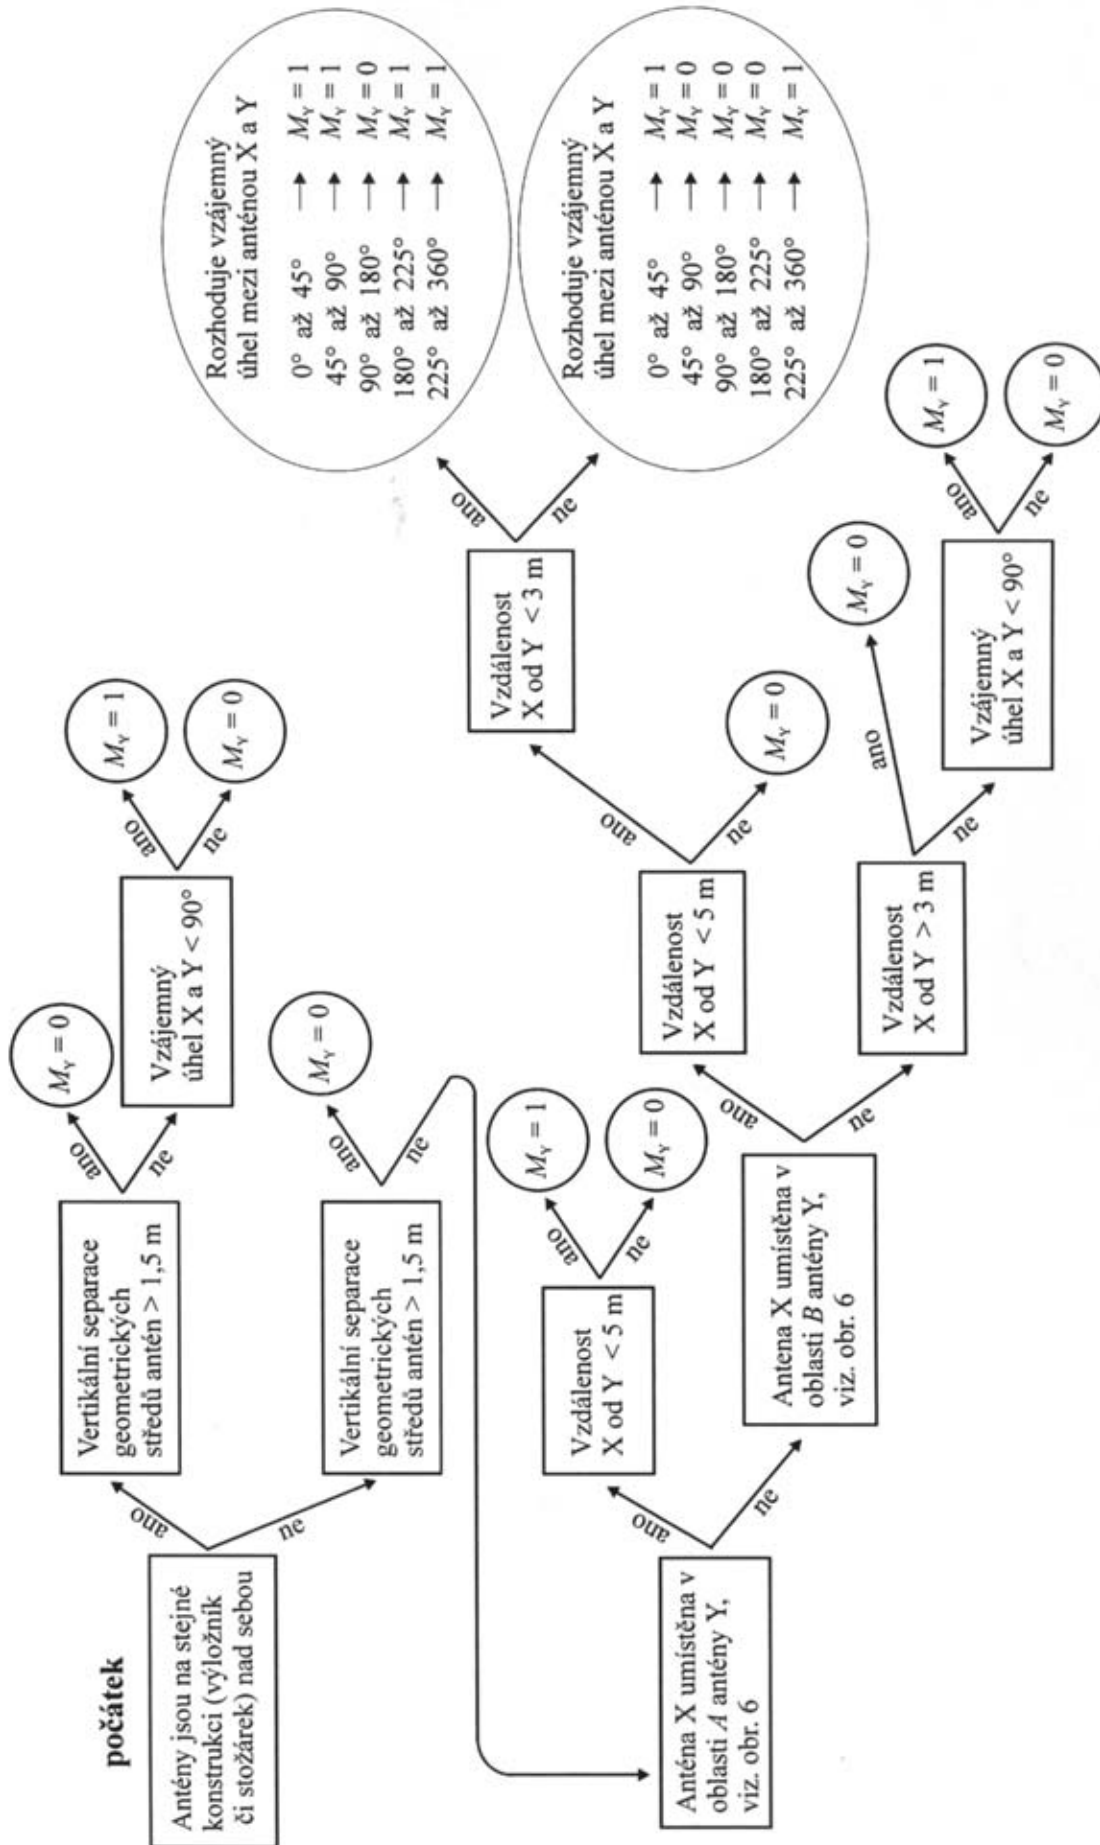 počátek
Antény jsou na stejné
konstrukci (výložník
či stožárek) nad sebou
ano
ne
Vertikální separace
geometrických
středů antén > 1,5 m
ano
ne
M_Y = 0
Vzájemný
úhel X a Y < 90°
ano
ne
M_Y = 1
M_Y = 0
Vertikální separace
geometrických
středů antén > 1,5 m
ano
ne
M_Y = 0
Anténa X umístěna v
oblasti A antény Y,
viz. obr. 6
ano
ne
Vzdálenost
X od Y < 5 m
ano
ne
M_Y = 1
M_Y = 0
Antena X umístěna v
oblasti B antény Y,
viz. obr. 6
ano
ne
Vzdálenost
X od Y < 5 m
ano
ne
M_Y = 0
Vzdálenost
X od Y < 3 m
ano
ne
Rozhoduje vzájemný
úhel mezi anténou X a Y
0° až 45° → M_Y = 1
45° až 90° → M_Y = 1
90° až 180° → M_Y = 0
180° až 225° → M_Y = 1
225° až 360° → M_Y = 1
Rozhoduje vzájemný
úhel mezi anténou X a Y
0° až 45° → M_Y = 1
45° až 90° → M_Y = 0
90° až 180° → M_Y = 0
180° až 225° → M_Y = 0
225° až 360° → M_Y = 1
Vzdálenost
X od Y > 3 m
ano
ne
M_Y = 0
Vzájemný
úhel X a Y < 90°
ano
ne
M_Y = 1
M_Y = 0